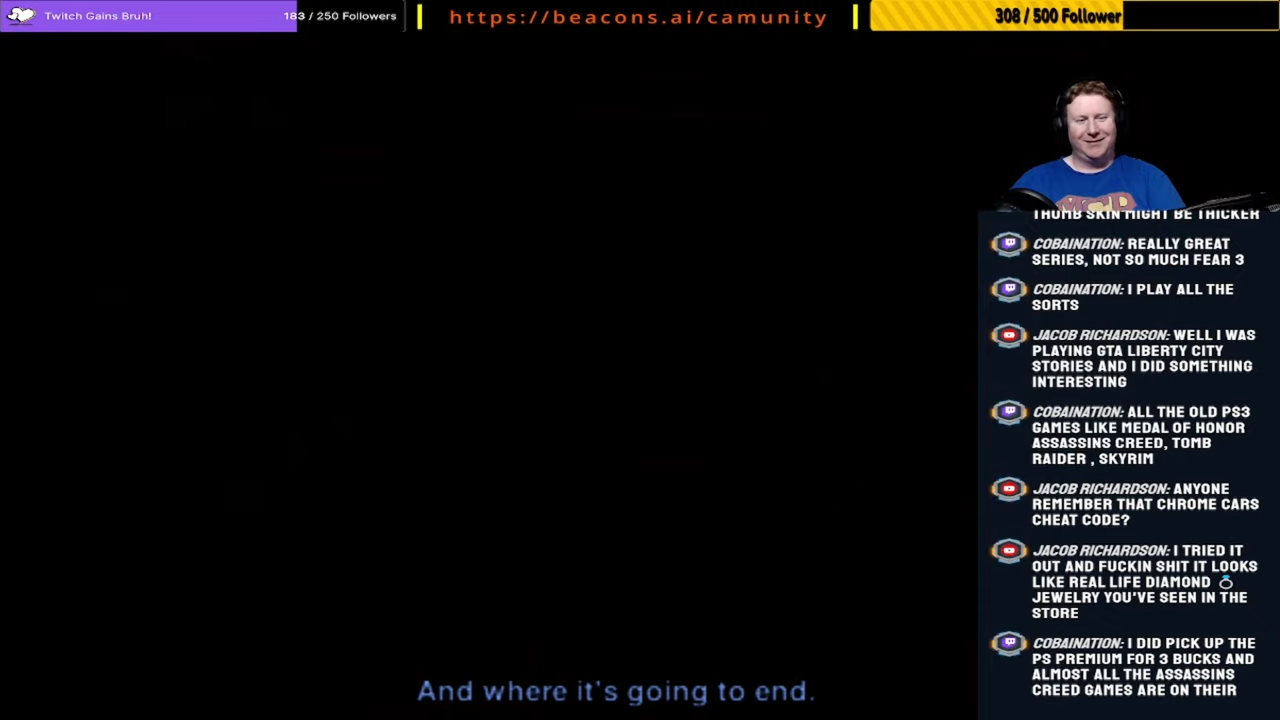 Twitch Gains Bruh!
183 / 250 Followers
https://beacons.ai/camunity
308 / 500 Follower
THUMB SKIN MIGHT BE THICKER
COBAINATION: REALLY GREAT
SERIES, NOT SO MUCH FEAR 3
COBAINATION: I PLAY ALL THE
SORTS
JACOB RICHARDSON: WELL I WAS
PLAYING GTA LIBERTY CITY
STORIES AND I DID SOMETHING
INTERESTING
COBAINATION: ALL THE OLD PS3
GAMES LIKE MEDAL OF HONOR
ASSASSINS CREED, TOMB
RAIDER , SKYRIM
JACOB RICHARDSON: ANYONE
REMEMBER THAT CHROME CARS
CHEAT CODE?
JACOB RICHARDSON: I TRIED IT
OUT AND FUCKIN SHIT IT LOOKS
LIKE REAL LIFE DIAMOND 💍
JEWELRY YOU'VE SEEN IN THE
STORE
COBAINATION: I DID PICK UP THE
PS PREMIUM FOR 3 BUCKS AND
ALMOST ALL THE ASSASSINS
CREED GAMES ARE ON THEIR
And where it's going to end.